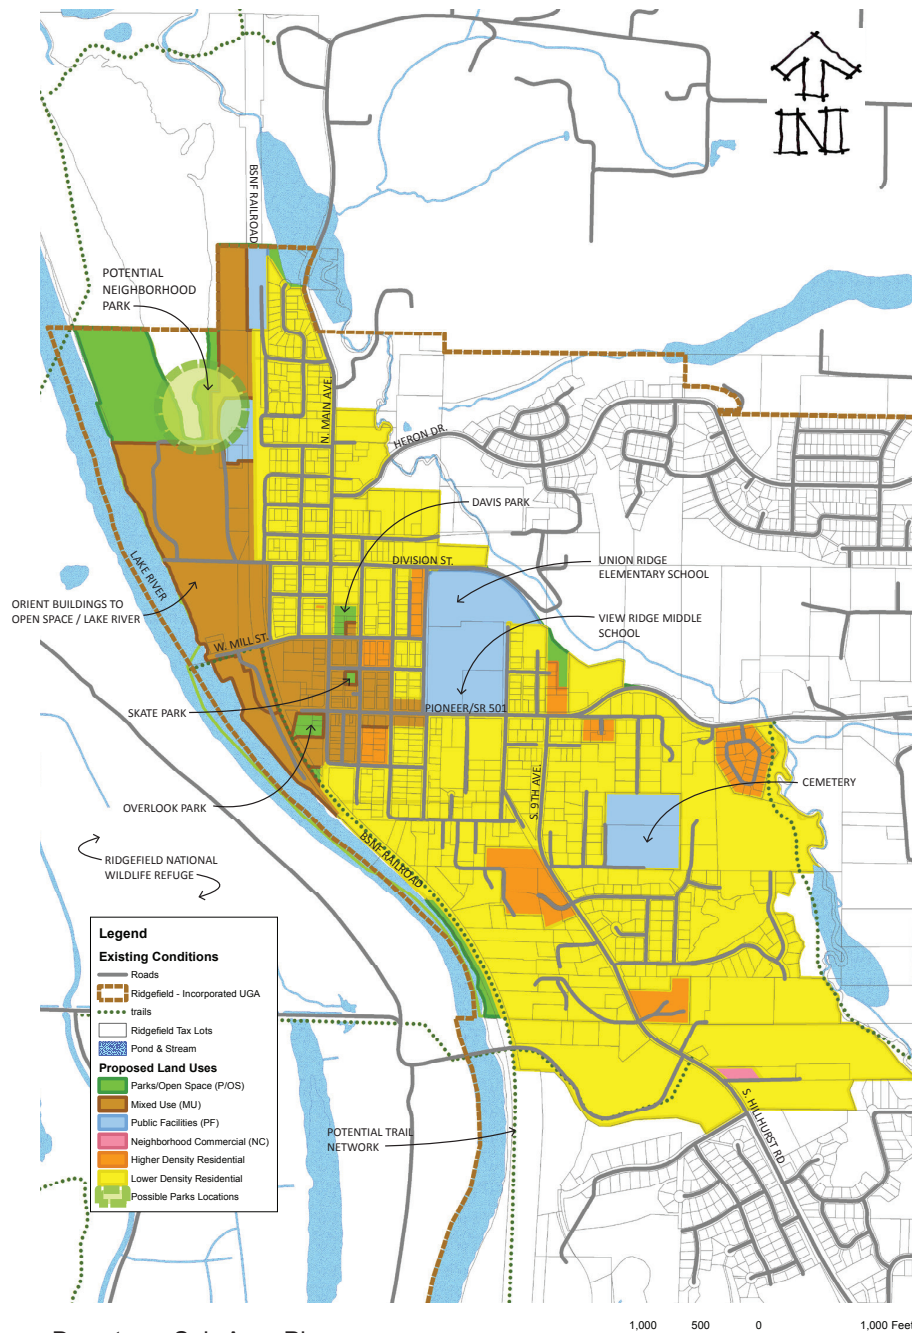 N
BSNF RAILROAD
POTENTIAL
NEIGHBORHOOD
PARK
N. MAIN AVE.
HERON DR.
DAVIS PARK
DIVISION ST.
UNION RIDGE
ELEMENTARY SCHOOL
LAKE RIVER
ORIENT BUILDINGS TO
OPEN SPACE / LAKE RIVER
VIEW RIDGE MIDDLE
SCHOOL
W. MILL ST.
SKATE PARK
PIONEER/SR 501
S. 9TH AVE.
CEMETERY
OVERLOOK PARK
BSNF RAILROAD
RIDGEFIELD NATIONAL
WILDLIFE REFUGE
Legend
Existing Conditions
Roads
Ridgefield - Incorporated UGA
trails
Ridgefield Tax Lots
Pond & Stream
Proposed Land Uses
Parks/Open Space (P/OS)
Mixed Use (MU)
Public Facilities (PF)
Neighborhood Commercial (NC)
Higher Density Residential
Lower Density Residential
Possible Parks Locations
POTENTIAL TRAIL
NETWORK
S. HILLHURST RD
1,000 500 0 1,000 Feet